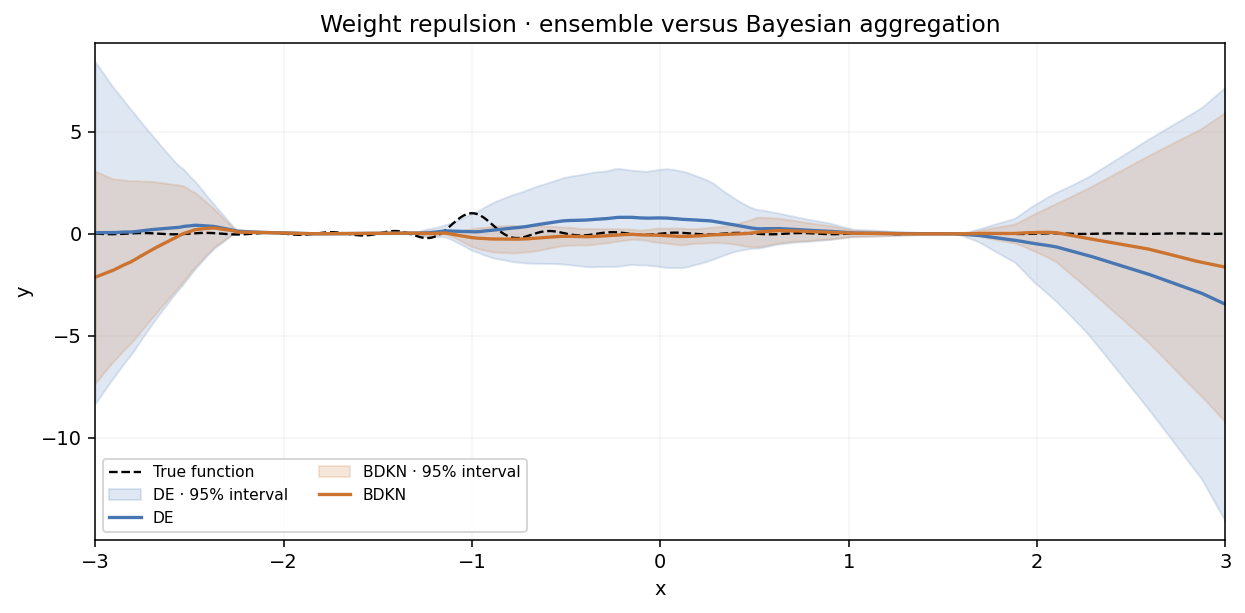 Weight repulsion · ensemble versus Bayesian aggregation
y
5
0
−5
−10
True function
DE · 95% interval
DE
BDKN · 95% interval
BDKN
−3
−2
−1
0
1
2
3
x